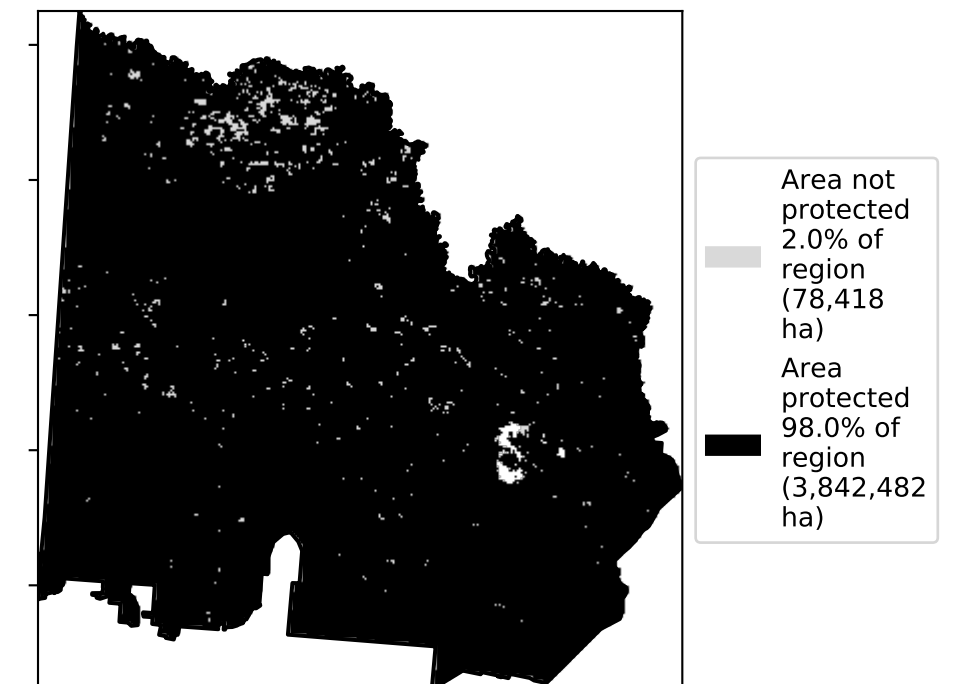 Area not
protected
2.0% of
region
(78,418
ha)
Area
protected
98.0% of
region
(3,842,482
ha)